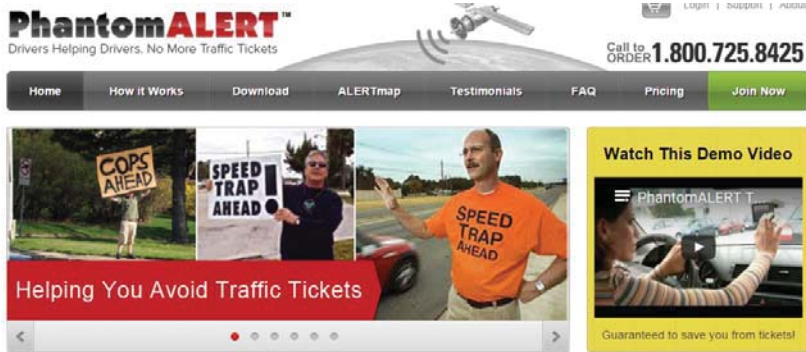 PhantomALERT™
Drivers Helping Drivers. No More Traffic Tickets
Login | Support | About
Call to ORDER 1.800.725.8425
Home How it Works Download ALERTmap Testimonials FAQ Pricing Join Now
COPS
AHEAD
SPEED
TRAP
AHEAD!
SPEED
TRAP
AHEAD
Helping You Avoid Traffic Tickets
Watch This Demo Video
PhantomALERT T...
Guaranteed to save you from tickets!